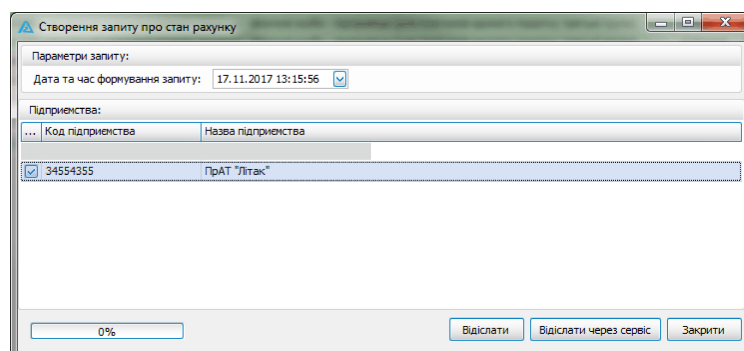 Створення запиту про стан рахунку
Параметри запиту:
Дата та час формування запиту: 17.11.2017 13:15:56
Підприємства:
... Код підприємства Назва підприємства
34554355 ПрАТ "Літак"
0% Відіслати Відіслати через сервіс Закрити